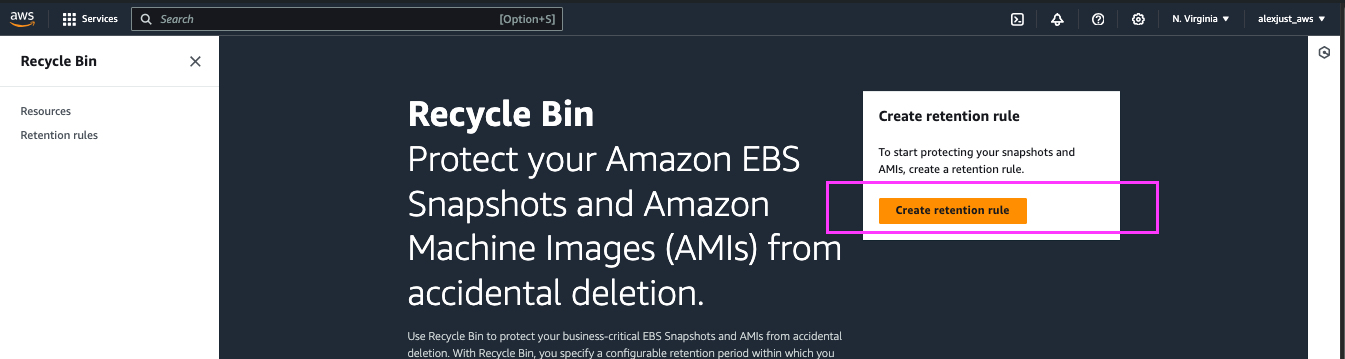 aws
Services
Search
[Option+S]
N. Virginia
alexjust_aws
Recycle Bin
Resources
Retention rules
Recycle Bin
Protect your Amazon EBS
Snapshots and Amazon
Machine Images (AMIs) from
accidental deletion.
Use Recycle Bin to protect your business-critical EBS Snapshots and AMIs from accidental
deletion. With Recycle Bin, you specify a configurable retention period within which you
Create retention rule
To start protecting your snapshots and
AMIs, create a retention rule.
Create retention rule